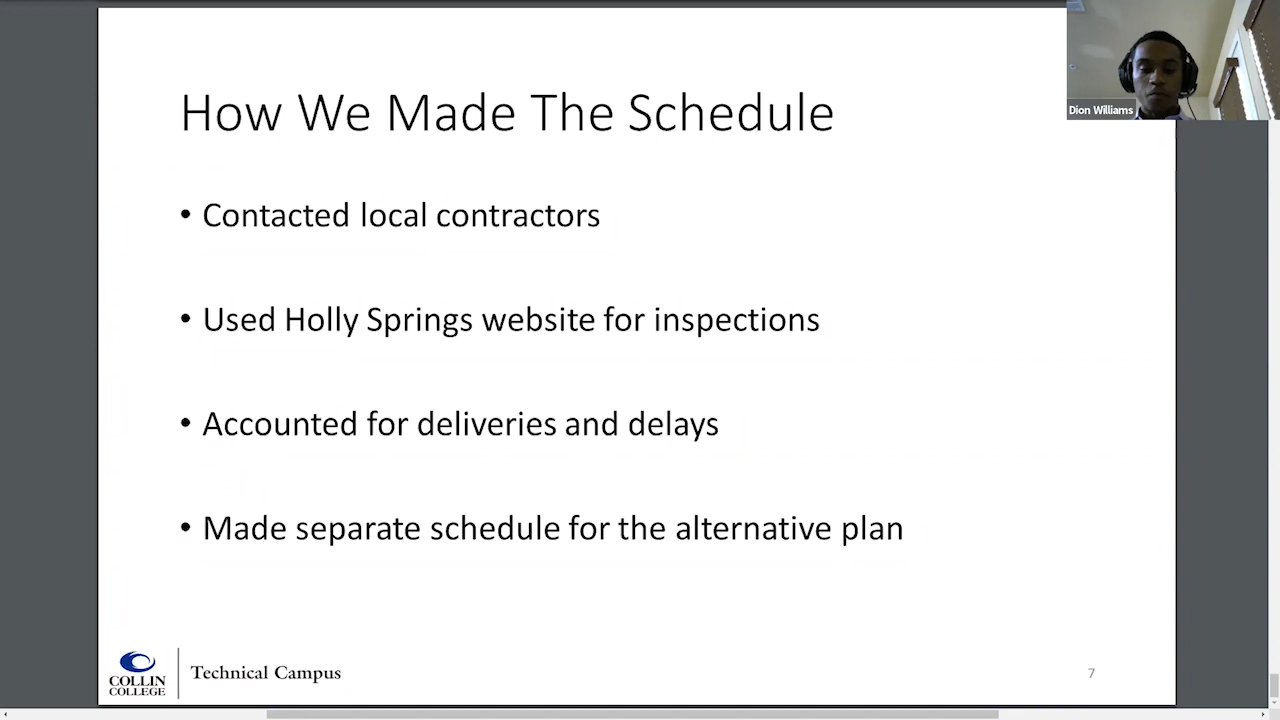 How We Made The Schedule
Dion Williams
• Contacted local contractors
• Used Holly Springs website for inspections
• Accounted for deliveries and delays
• Made separate schedule for the alternative plan
COLLIN
COLLEGE
Technical Campus
7